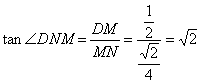 tan ∠DNM = DM/MN = (1/2)/(√2/4) = √2